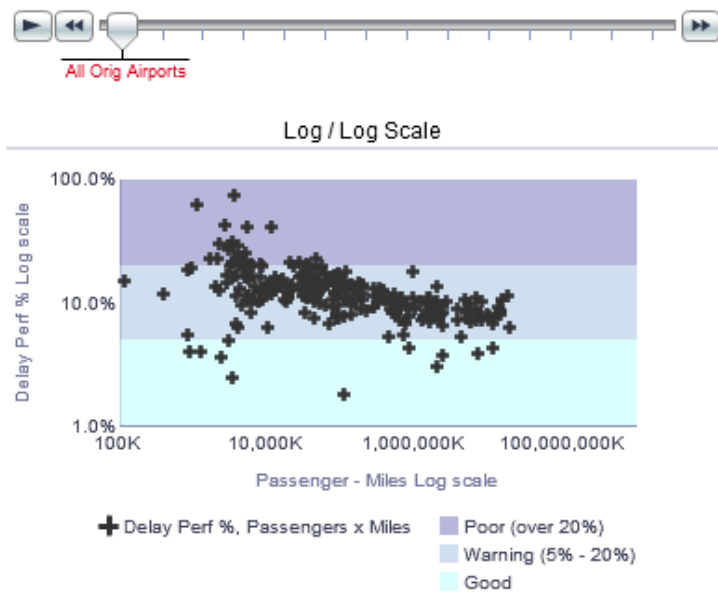 All Orig Airports
Log / Log Scale
100.0%
10.0%
1.0%
Delay Perf % Log scale
100K 10,000K 1,000,000K 100,000,000K
Passenger - Miles Log scale
Delay Perf %, Passengers x Miles
Poor (over 20%)
Warning (5% - 20%)
Good